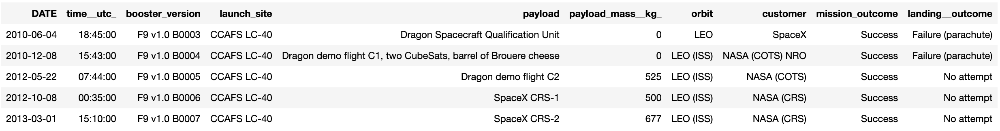 DATE time__utc_ booster_version launch_site payload payload_mass__kg_ orbit customer mission_outcome landing__outcome
2010-06-04 18:45:00 F9 v1.0 B0003 CCAFS LC-40 Dragon Spacecraft Qualification Unit 0 LEO SpaceX Success Failure (parachute)
2010-12-08 15:43:00 F9 v1.0 B0004 CCAFS LC-40 Dragon demo flight C1, two CubeSats, barrel of Brouere cheese 0 LEO (ISS) NASA (COTS) NRO Success Failure (parachute)
2012-05-22 07:44:00 F9 v1.0 B0005 CCAFS LC-40 Dragon demo flight C2 525 LEO (ISS) NASA (COTS) Success No attempt
2012-10-08 00:35:00 F9 v1.0 B0006 CCAFS LC-40 SpaceX CRS-1 500 LEO (ISS) NASA (CRS) Success No attempt
2013-03-01 15:10:00 F9 v1.0 B0007 CCAFS LC-40 SpaceX CRS-2 677 LEO (ISS) NASA (CRS) Success No attempt